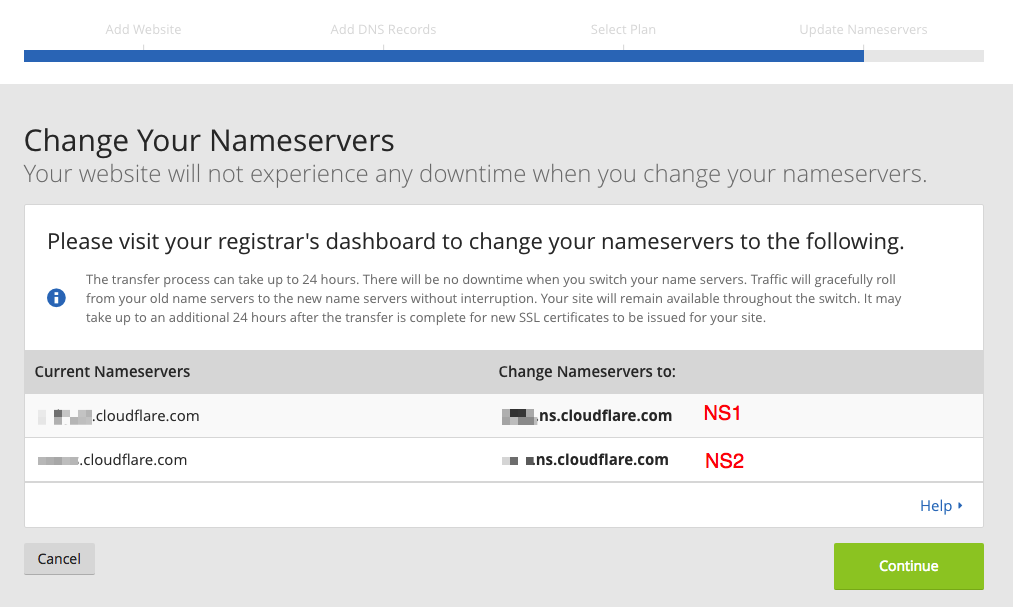 Add Website Add DNS Records Select Plan Update Nameservers
Change Your Nameservers
Your website will not experience any downtime when you change your nameservers.
Please visit your registrar's dashboard to change your nameservers to the following.
The transfer process can take up to 24 hours. There will be no downtime when you switch your name servers. Traffic will gracefully roll
from your old name servers to the new name servers without interruption. Your site will remain available throughout the switch. It may
take up to an additional 24 hours after the transfer is complete for new SSL certificates to be issued for your site.
Current Nameservers Change Nameservers to:
.cloudflare.com ns.cloudflare.com NS1
.cloudflare.com .ns.cloudflare.com NS2
Help
Cancel Continue